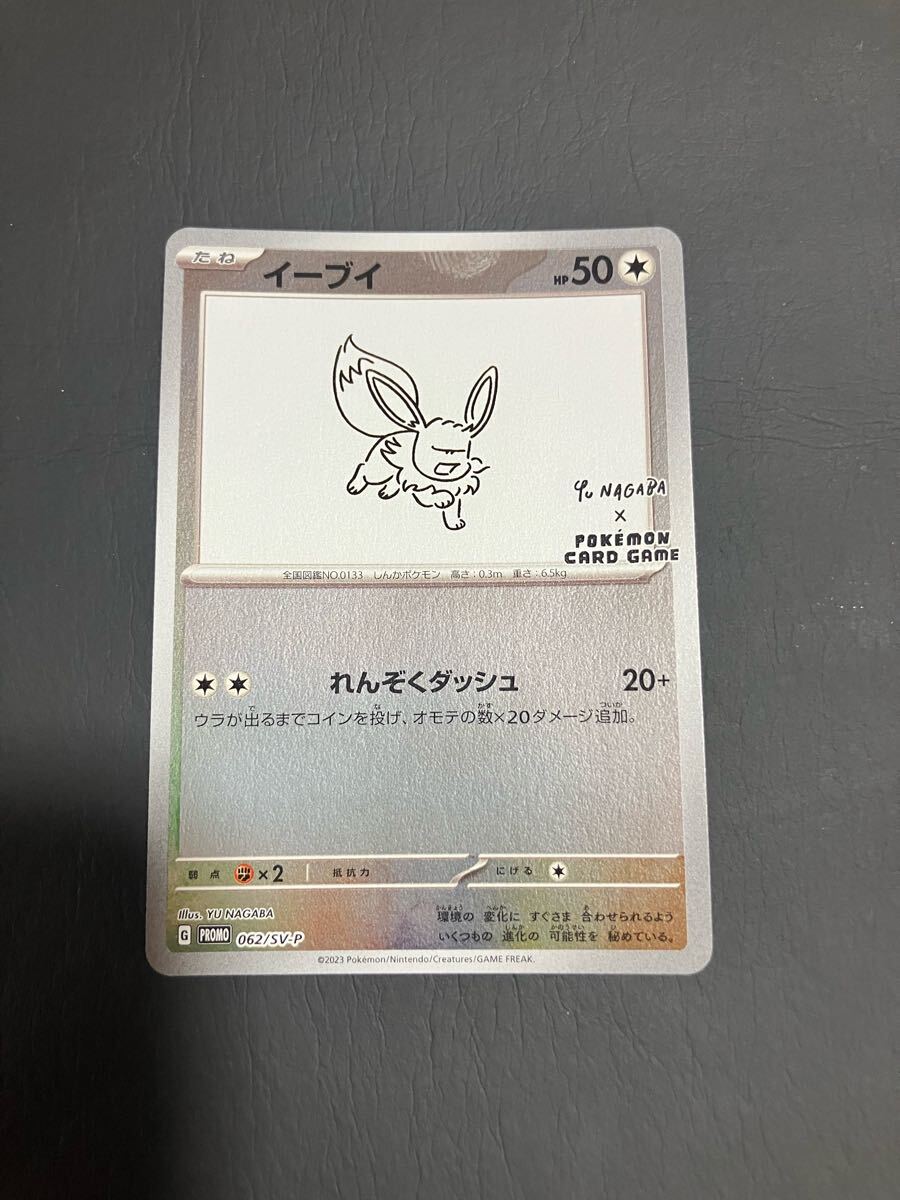 たね
イーブイ
HP 50
YU NAGABA
×
POKÉMON
CARD GAME
全国図鑑NO.0133 しんかポケモン 高さ：0.3m 重さ：6.5kg
れんぞくダッシュ 20+
ウラが出るまでコインを投げ、オモテの数×20ダメージ追加。
弱点 ×2 抵抗力 にげる
Illus. YU NAGABA
環境の 変化に すぐさま 合わせられるよう
いくつもの 進化の 可能性を 秘めている。
G PROMO 062/SV-P
©2023 Pokémon/Nintendo/Creatures/GAME FREAK.